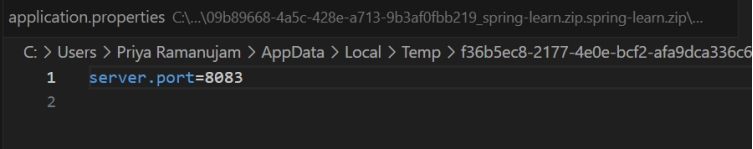 application.properties C:\...\09b89668-4a5c-428e-a713-9b3af0fbb219_spring-learn.zip.spring-learn.zip\...
C: > Users > Priya Ramanujam > AppData > Local > Temp > f36b5ec8-2177-4e0e-bcf2-afa9dca336c6
1 server.port=8083
2